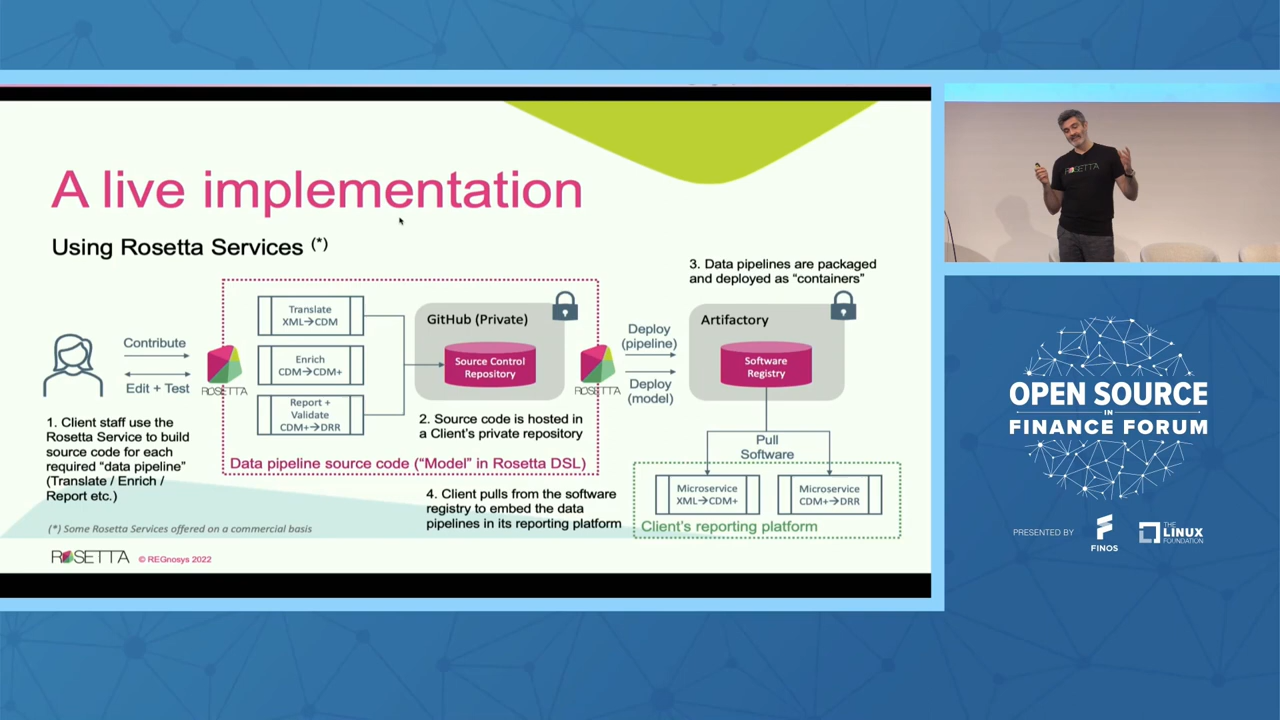 A live implementation
Using Rosetta Services (*)
Contribute
Edit + Test
ROSETTA
1. Client staff use the
Rosetta Service to build
source code for each
required "data pipeline"
(Translate / Enrich /
Report etc.)
Translate
XML→CDM
Enrich
CDM→CDM+
Report +
Validate
CDM+→DRR
GitHub (Private)
Source Control
Repository
2. Source code is hosted in
a Client's private repository
Data pipeline source code ("Model" in Rosetta DSL)
ROSETTA
Deploy
(pipeline)
Deploy
(model)
3. Data pipelines are packaged
and deployed as "containers"
Artifactory
Software
Registry
Pull
Software
4. Client pulls from the software
registry to embed the data
pipelines in its reporting platform
Microservice
XML→CDM+
Microservice
CDM+→DRR
Client's reporting platform
(*) Some Rosetta Services offered on a commercial basis
ROSETTA
© REGnosys 2022
ROSETTA
OPEN SOURCE
IN
FINANCE FORUM
PRESENTED BY
FINOS
THE
LINUX
FOUNDATION